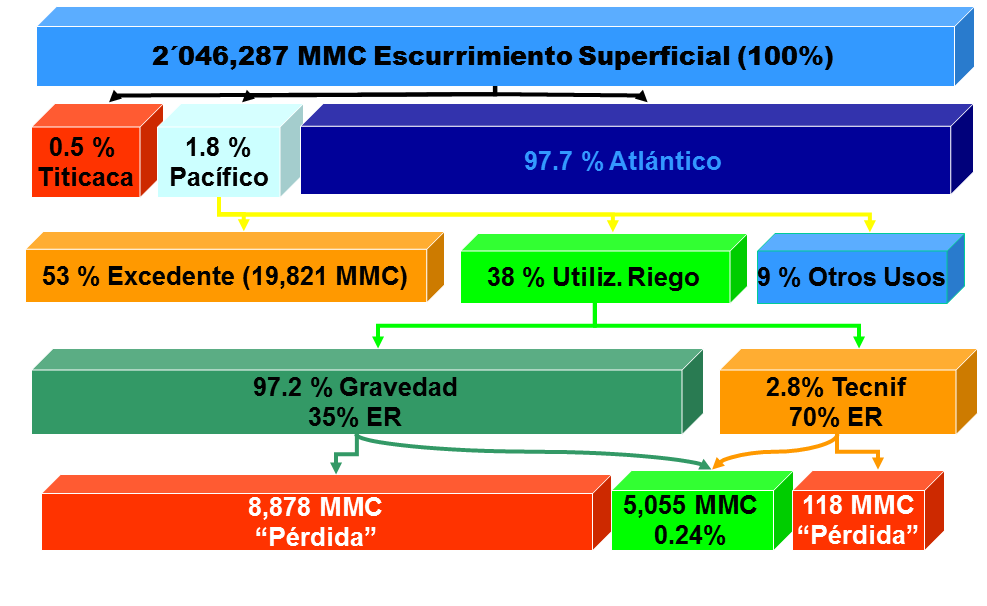 2´046,287 MMC Escurrimiento Superficial (100%)
0.5 %
Titicaca
1.8 %
Pacífico
97.7 % Atlántico
53 % Excedente (19,821 MMC)
38 % Utiliz. Riego
9 % Otros Usos
97.2 % Gravedad
35% ER
2.8% Tecnif
70% ER
8,878 MMC
“Pérdida”
5,055 MMC
0.24%
118 MMC
“Pérdida”